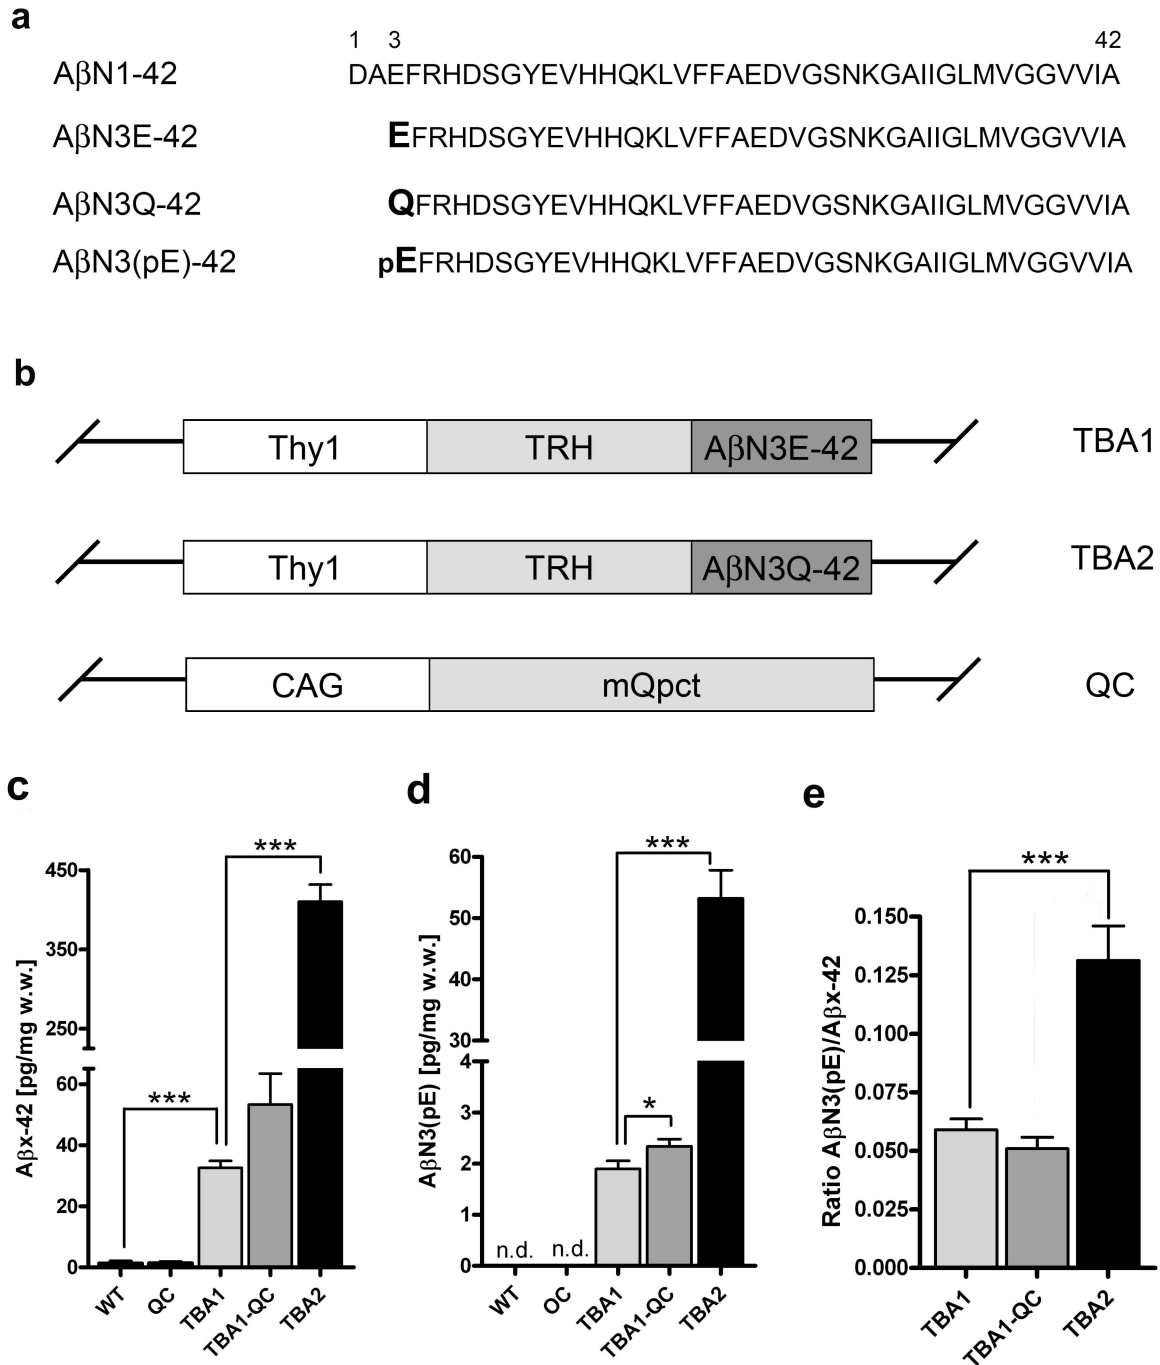 a
1 3 42
AβN1-42 DAEFRHDSGYEVHHQKLVFFAEDVGSNKGAIIGLMVGGVVIA
AβN3E-42 EFRHDSGYEVHHQKLVFFAEDVGSNKGAIIGLMVGGVVIA
AβN3Q-42 QFRHDSGYEVHHQKLVFFAEDVGSNKGAIIGLMVGGVVIA
AβN3(pE)-42 pEFRHDSGYEVHHQKLVFFAEDVGSNKGAIIGLMVGGVVIA
b
Thy1 TRH AβN3E-42 TBA1
Thy1 TRH AβN3Q-42 TBA2
CAG mQpct QC
c
Aβx-42 [pg/mg w.w.]
450
350
250
60
40
20
0
***
***
WT QC TBA1 TBA1-QC TBA2
d
AβN3(pE) [pg/mg w.w.]
60
50
40
30
4
3
2
1
0
***
*
n.d. n.d.
WT OC TBA1 TBA1-QC TBA2
e
Ratio AβN3(pE)/Aβx-42
0.150
0.125
0.100
0.075
0.050
0.025
0.000
***
TBA1 TBA1-QC TBA2